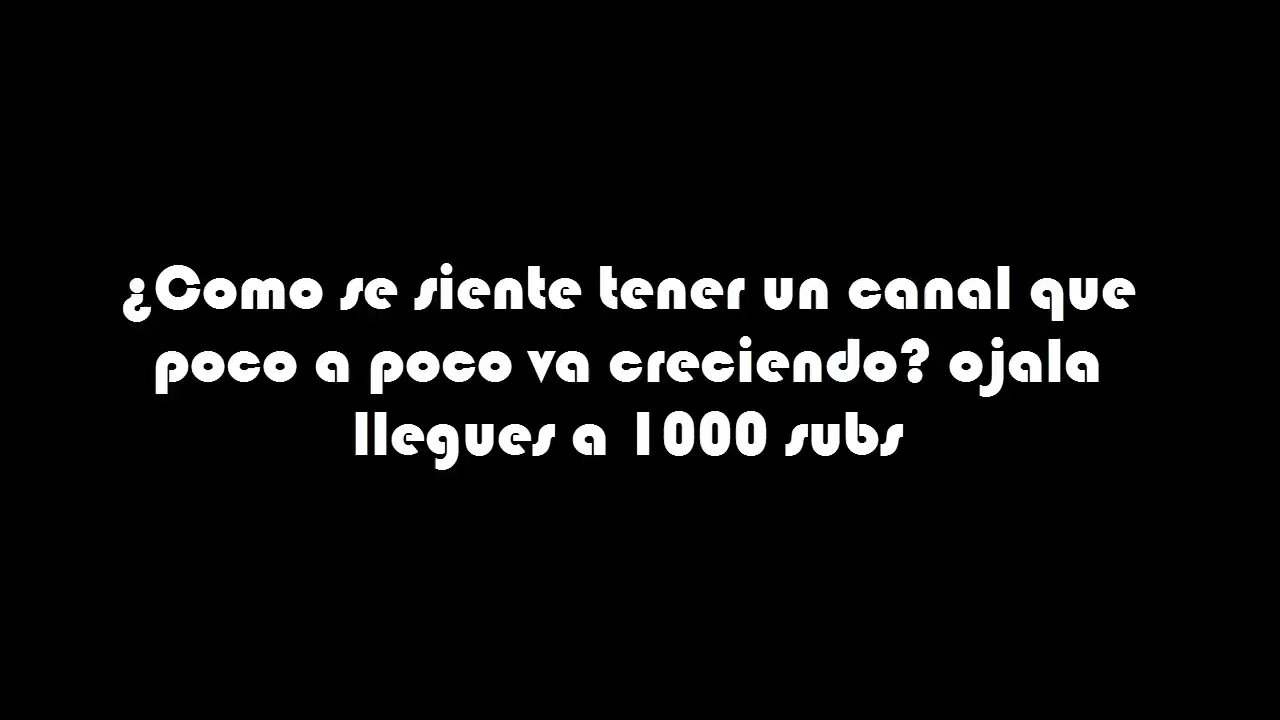 ¿Como se siente tener un canal que
poco a poco va creciendo? ojala
llegues a 1000 subs